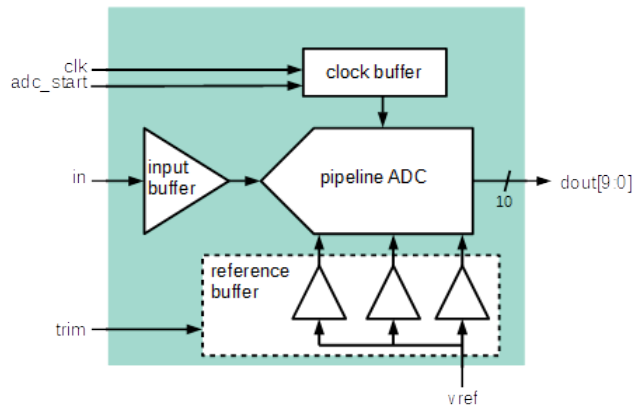 clk
adc_start
clock buffer
in
input
buffer
pipeline ADC
10
dout[9:0]
reference
buffer
trim
vref